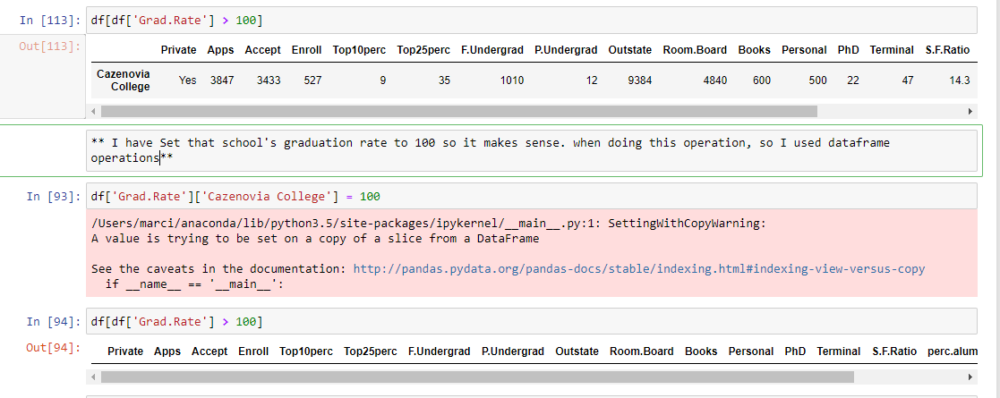 In [113]: df[df['Grad.Rate'] > 100]
Out[113]:
Private Apps Accept Enroll Top10perc Top25perc F.Undergrad P.Undergrad Outstate Room.Board Books Personal PhD Terminal S.F.Ratio
Cazenovia College Yes 3847 3433 527 9 35 1010 12 9384 4840 600 500 22 47 14.3
** I have Set that school's graduation rate to 100 so it makes sense. when doing this operation, so I used dataframe
operations**
In [93]: df['Grad.Rate']['Cazenovia College'] = 100
/Users/marci/anaconda/lib/python3.5/site-packages/ipykernel/__main__.py:1: SettingWithCopyWarning:
A value is trying to be set on a copy of a slice from a DataFrame
See the caveats in the documentation: http://pandas.pydata.org/pandas-docs/stable/indexing.html#indexing-view-versus-copy
if __name__ == '__main__':
In [94]: df[df['Grad.Rate'] > 100]
Out[94]:
Private Apps Accept Enroll Top10perc Top25perc F.Undergrad P.Undergrad Outstate Room.Board Books Personal PhD Terminal S.F.Ratio perc.alum